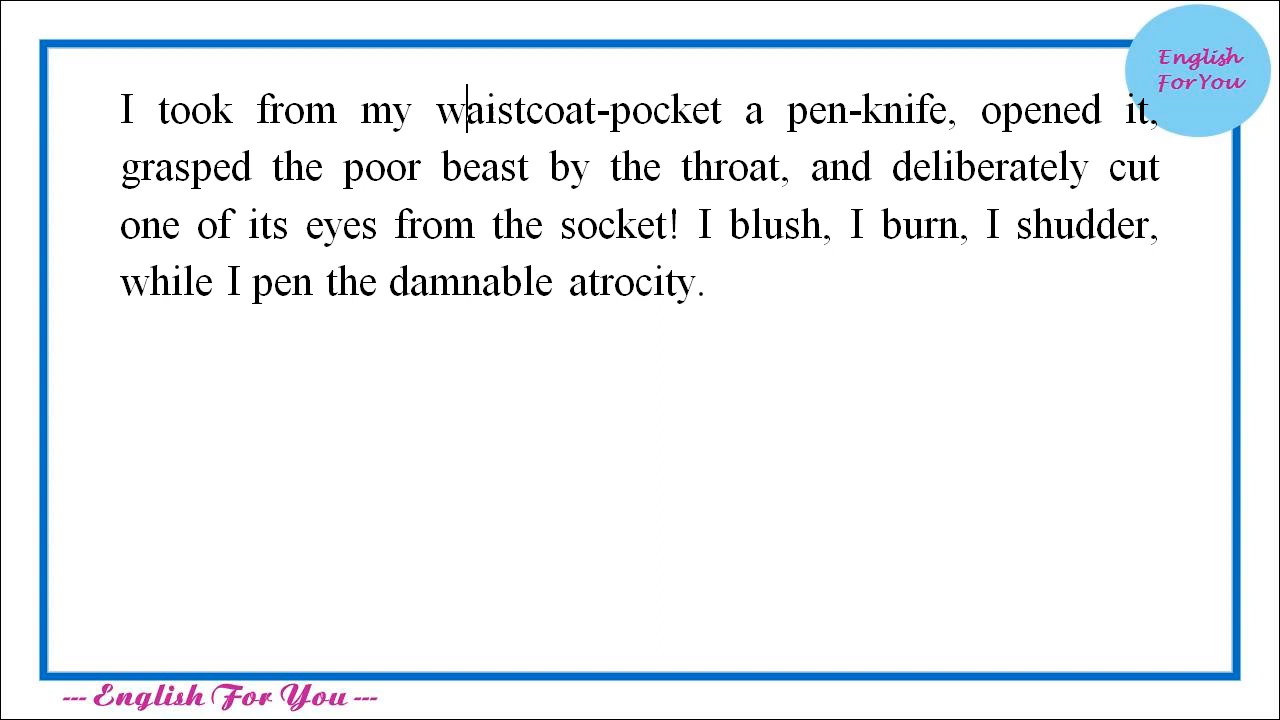 English
ForYou
I took from my waistcoat-pocket a pen-knife, opened it,
grasped the poor beast by the throat, and deliberately cut
one of its eyes from the socket! I blush, I burn, I shudder,
while I pen the damnable atrocity.
--- English For You ---